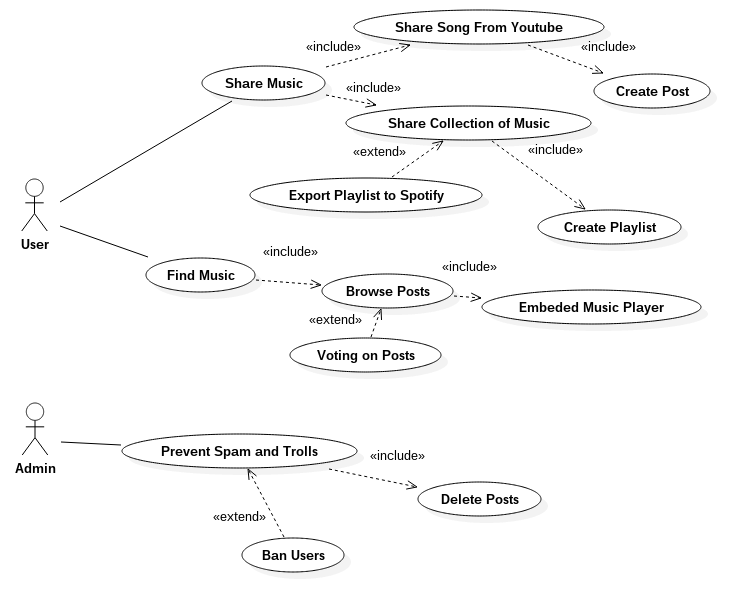 Share Song From Youtube
«include»
«include»
Share Music
«include»
Create Post
Share Collection of Music
«extend»
«include»
Export Playlist to Spotify
User
Create Playlist
«include»
Find Music
«include»
Browse Posts
Embeded Music Player
«extend»
Voting on Posts
Admin
Prevent Spam and Trolls
«include»
Delete Posts
«extend»
Ban Users